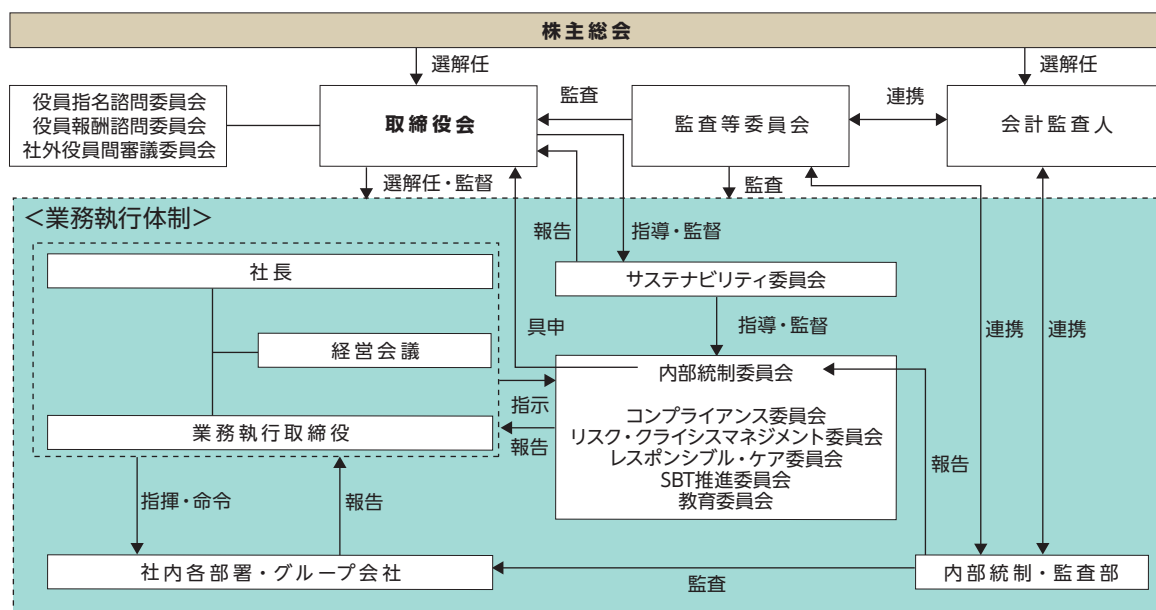 株主総会
選解任
選解任
役員指名諮問委員会
役員報酬諮問委員会
社外役員間審議委員会
取締役会
監査
監査等委員会
連携
会計監査人
選解任・監督
監査
＜業務執行体制＞
報告
指導・監督
社長
サステナビリティ委員会
具申
指導・監督
連携
連携
経営会議
内部統制委員会
指示
コンプライアンス委員会
リスク・クライシスマネジメント委員会
レスポンシブル・ケア委員会
SBT推進委員会
教育委員会
業務執行取締役
報告
報告
指揮・命令
報告
社内各部署・グループ会社
監査
内部統制・監査部